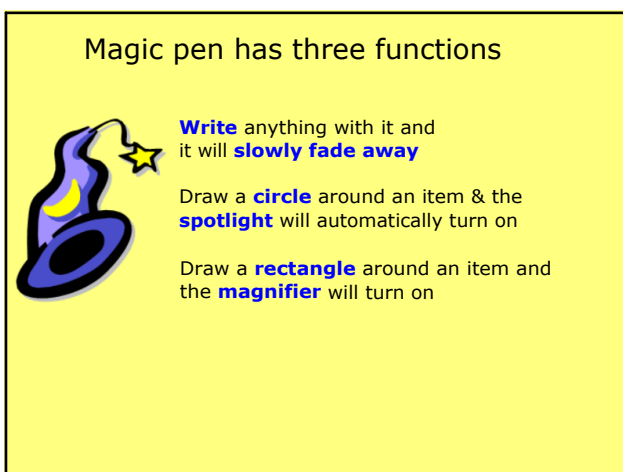 Magic pen has three functions
Write anything with it and
it will slowly fade away
Draw a circle around an item & the
spotlight will automatically turn on
Draw a rectangle around an item and
the magnifier will turn on